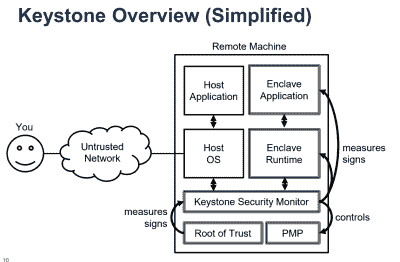 Keystone Overview (Simplified)
Remote Machine
Host
Application
Enclave
Application
You
Untrusted
Network
Host
OS
Enclave
Runtime
measures
signs
Keystone Security Monitor
measures
signs
controls
Root of Trust
PMP
10